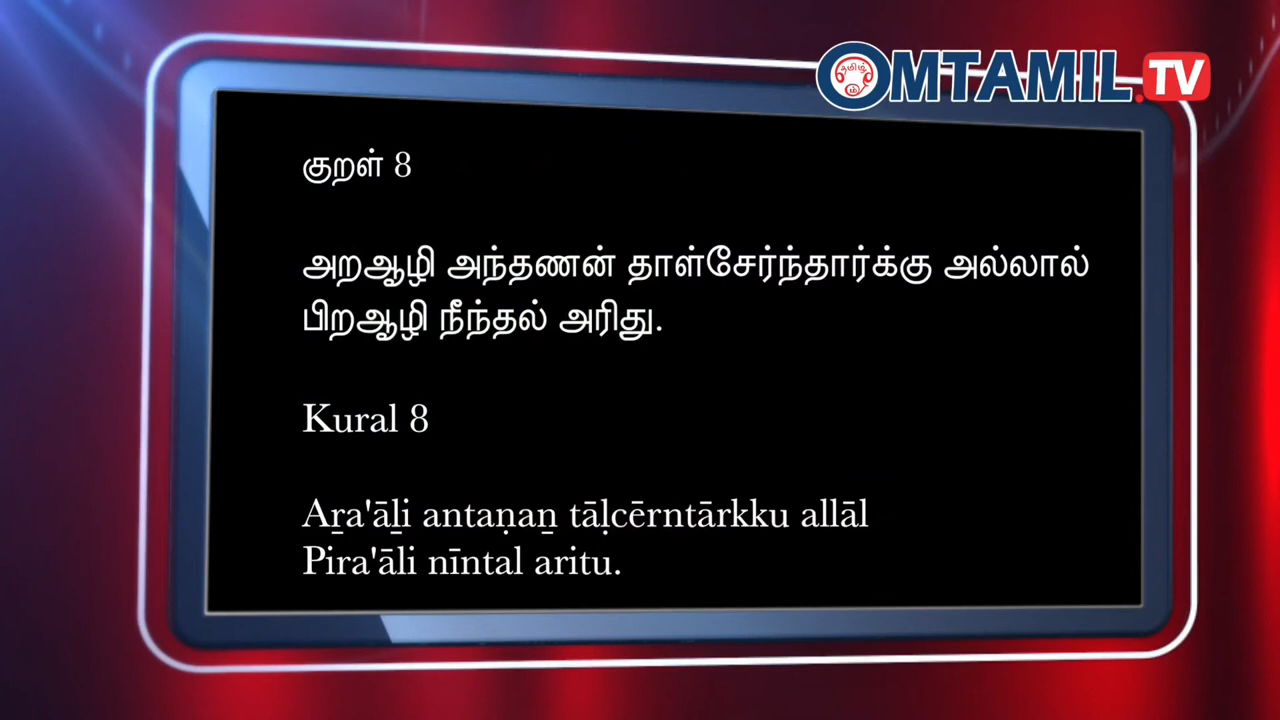 OMTAMIL.TV
தமிழ்
குறள் 8
அறஆழி அந்தணன் தாள்சேர்ந்தார்க்கு அல்லால்
பிறஆழி நீந்தல் அரிது.
Kural 8
Aṟa'āḻi antaṇaṉ tāḷcērntārkku allāl
Pira'āli nīntal aritu.